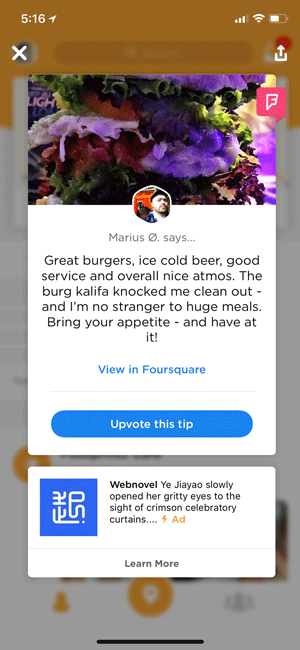 5:16
Search
Marius Ø. says...
Great burgers, ice cold beer, good
service and overall nice atmos. The
burg kalifa knocked me clean out -
and I'm no stranger to huge meals.
Bring your appetite - and have at
it!
View in Foursquare
Upvote this tip
Webnovel Ye Jiayao slowly
opened her gritty eyes to the
sight of crimson celebratory
curtains.... Ad
Learn More